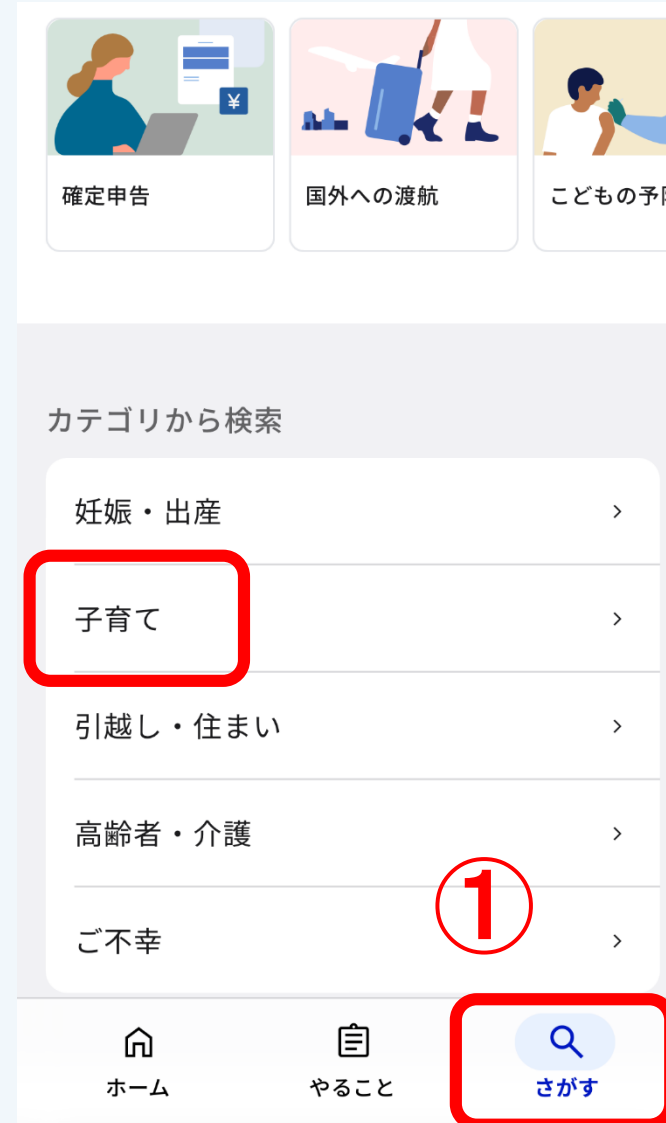 ¥
確定申告
国外への渡航
こどもの予
カテゴリから検索
妊娠・出産
子育て
引越し・住まい
高齢者・介護
①
ご不幸
ホーム
やること
さがす